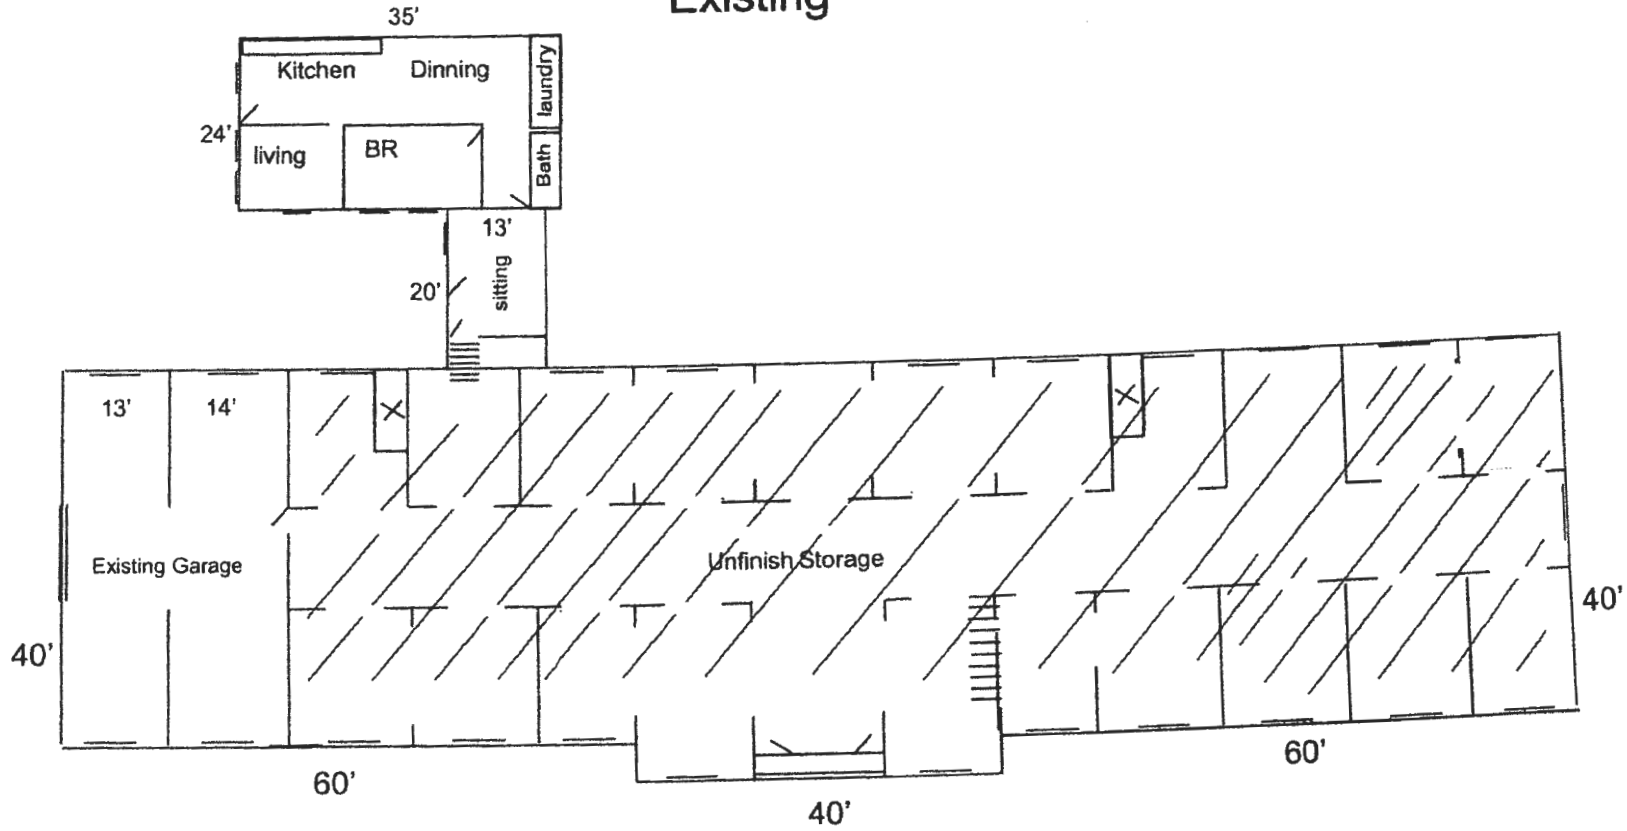 Existing
35'
Kitchen
Dinning
laundry
24'
living
BR
Bath
13'
sitting
20'
13'
14'
Existing Garage
Unfinish Storage
40'
40'
60'
60'
40'